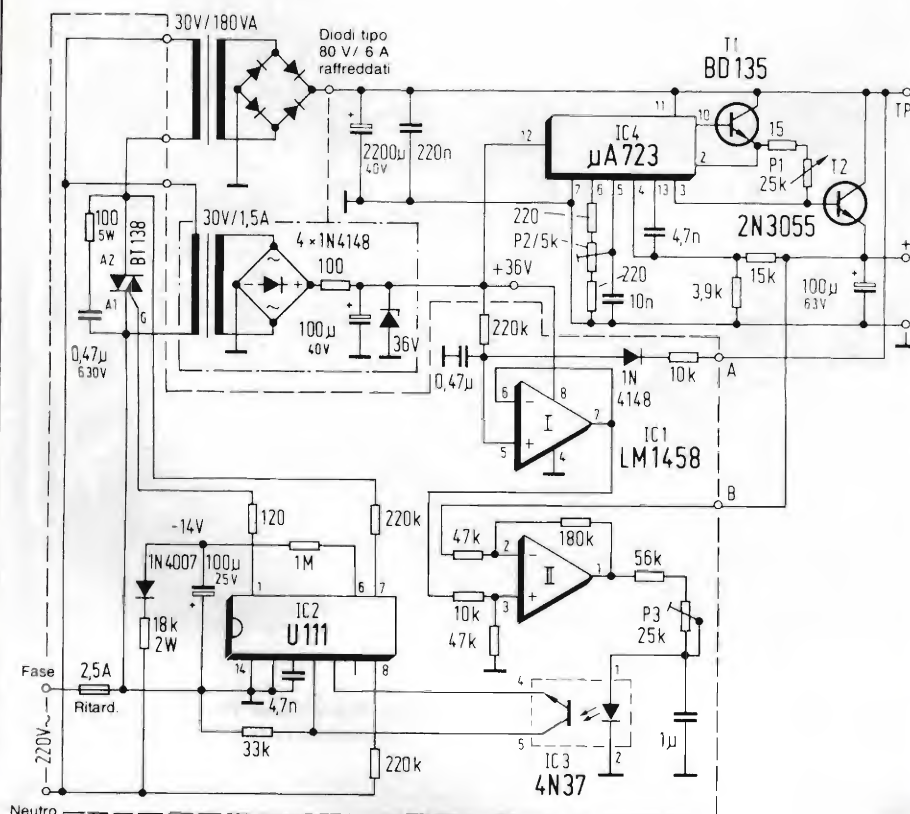 30V/180VA
Diodi tipo
80 V/ 6 A
raffreddati
T1
BD135
TP
11
10
12
IC4
µA723
2
15
P1
25k
T2
2N3055
7
6
5
4
13
3
2200µ
40V
220n
220
P2/5k
220
10n
4,7n
3,9k
15k
100µ
63V
+
+
+
100
5W
BT138
A2
A1
G
0,47µ
630V
30V/1,5A
4×1N4148
~
~
-
+
100
+
100µ
40V
36V
+36V
220k
0,47µ
1N
4148
10k
A
6
5
-
+
I
8
7
4
IC1
LM1458
B
120
220k
-14V
1N4007
100µ
25V
+
1M
18k
2W
1
6
7
IC2
U111
14
8
4,7n
33k
220k
47k
10k
47k
180k
2
3
-
+
II
1
56k
P3
25k
4
5
1
2
IC3
4N37
1µ
Fase
2,5A
Ritard.
220V~
Neutro